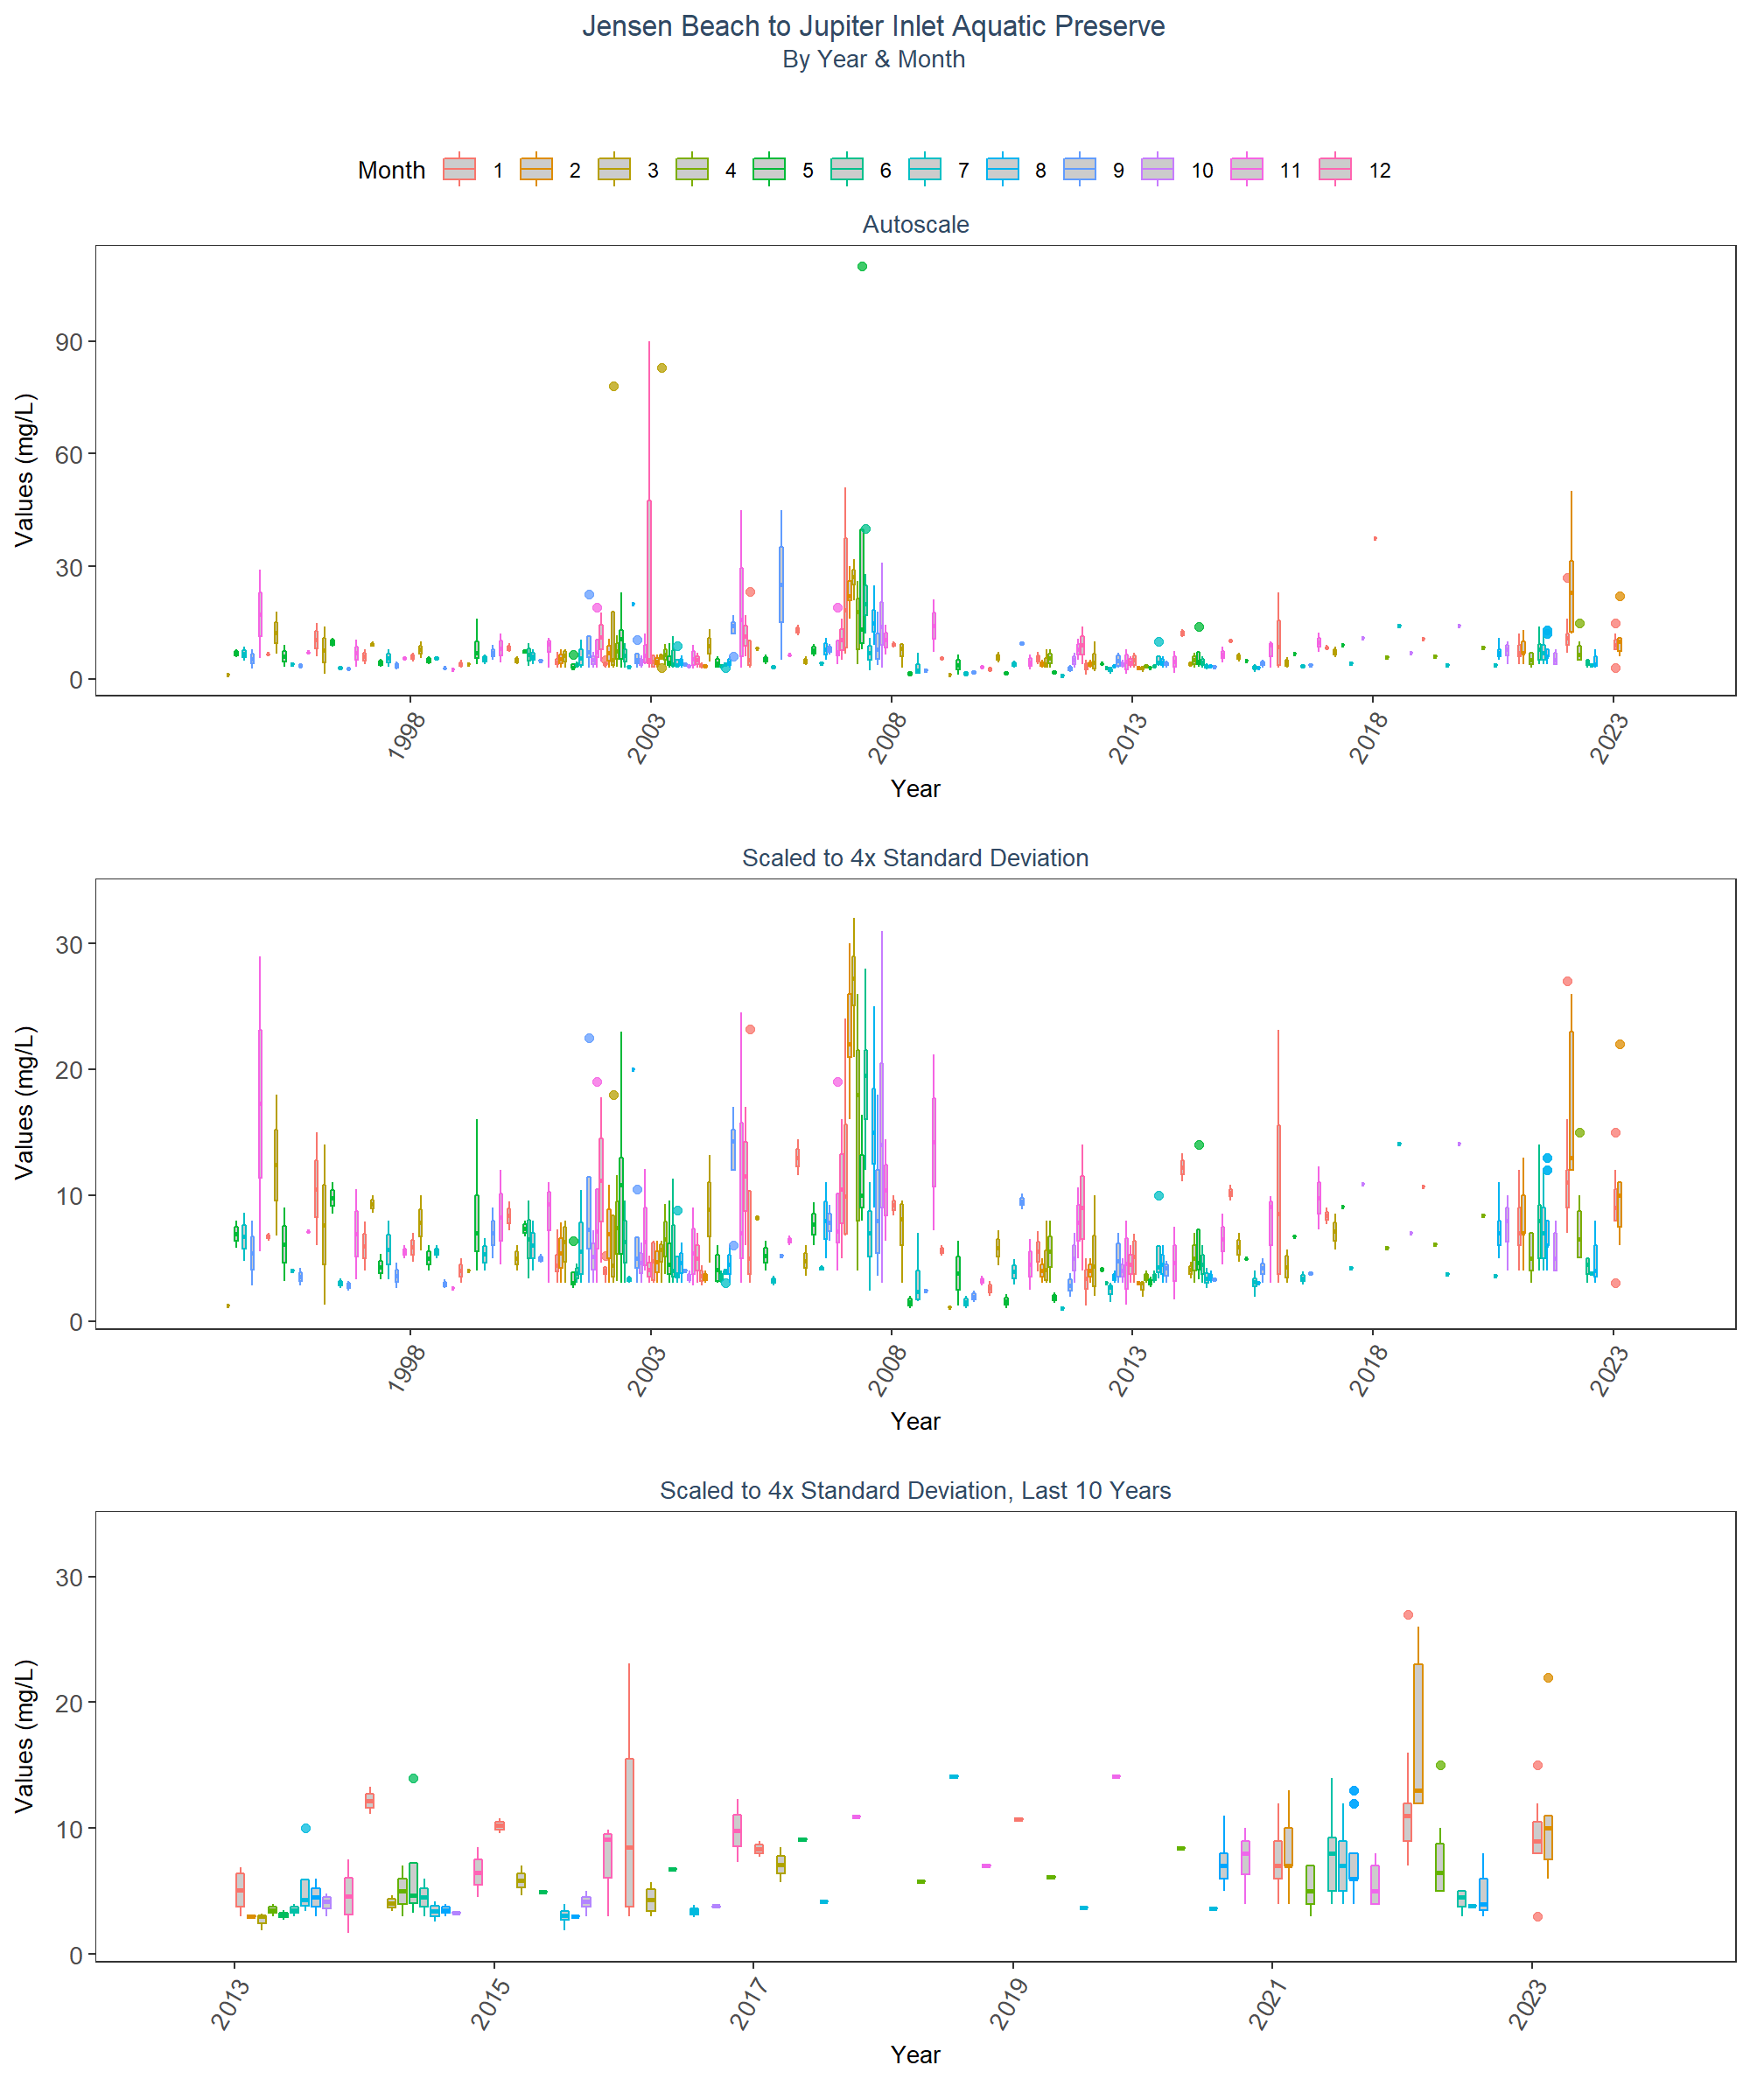 Jensen Beach to Jupiter Inlet Aquatic Preserve
By Year & Month
Month 1 2 3 4 5 6 7 8 9 10 11 12
Autoscale
Values (mg/L)
90
60
30
0
1998 2003 2008 2013 2018 2023
Year
Scaled to 4x Standard Deviation
Values (mg/L)
30
20
10
0
1998 2003 2008 2013 2018 2023
Year
Scaled to 4x Standard Deviation, Last 10 Years
Values (mg/L)
30
20
10
0
2013 2015 2017 2019 2021 2023
Year